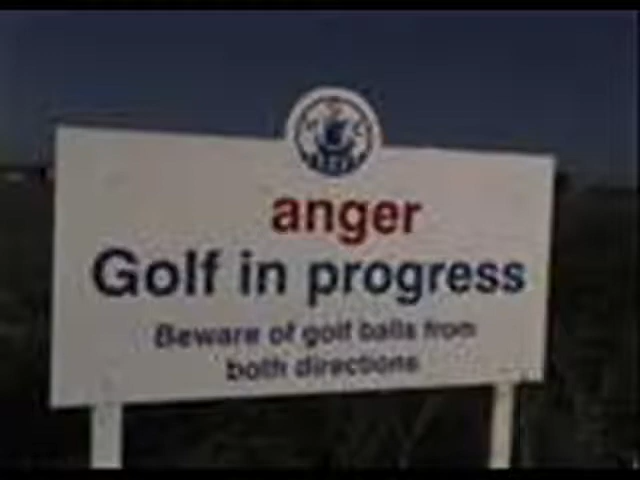 anger
Golf in progress
Beware of golf balls from
both directions